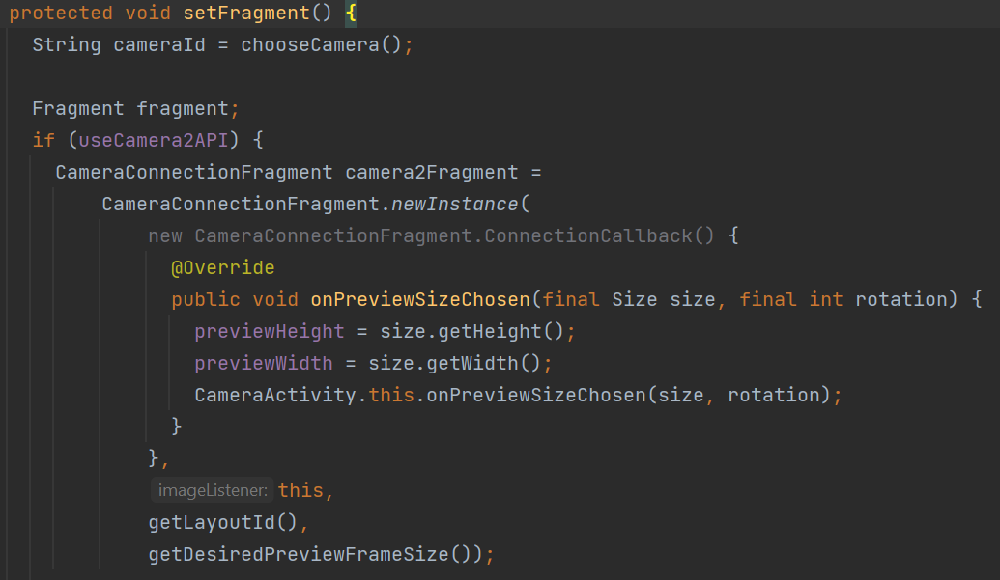 protected void setFragment() {
String cameraId = chooseCamera();
Fragment fragment;
if (useCamera2API) {
CameraConnectionFragment camera2Fragment =
CameraConnectionFragment.newInstance(
new CameraConnectionFragment.ConnectionCallback() {
@Override
public void onPreviewSizeChosen(final Size size, final int rotation) {
previewHeight = size.getHeight();
previewWidth = size.getWidth();
CameraActivity.this.onPreviewSizeChosen(size, rotation);
}
},
imageListener: this,
getLayoutId(),
getDesiredPreviewFrameSize());